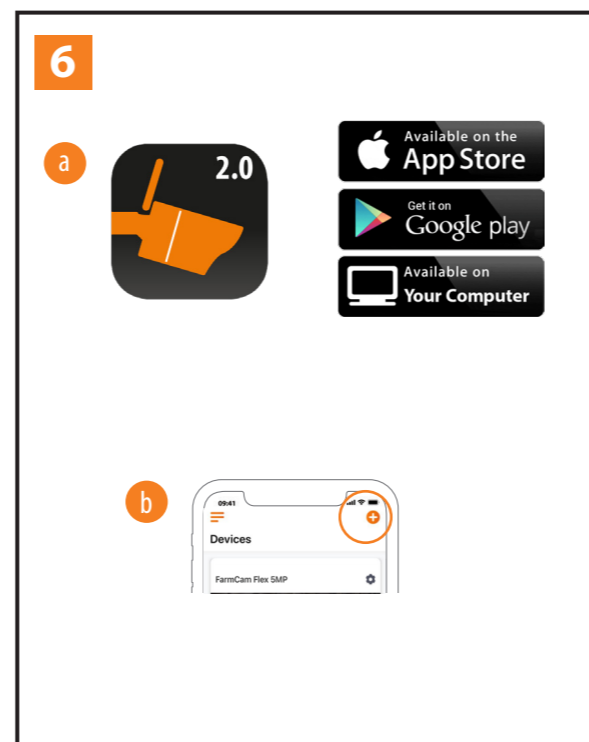 6
a
2.0
Available on the
App Store
Get it on
Google play
Available on
Your Computer
b
09:41
Devices
FarmCam Flex 5MP